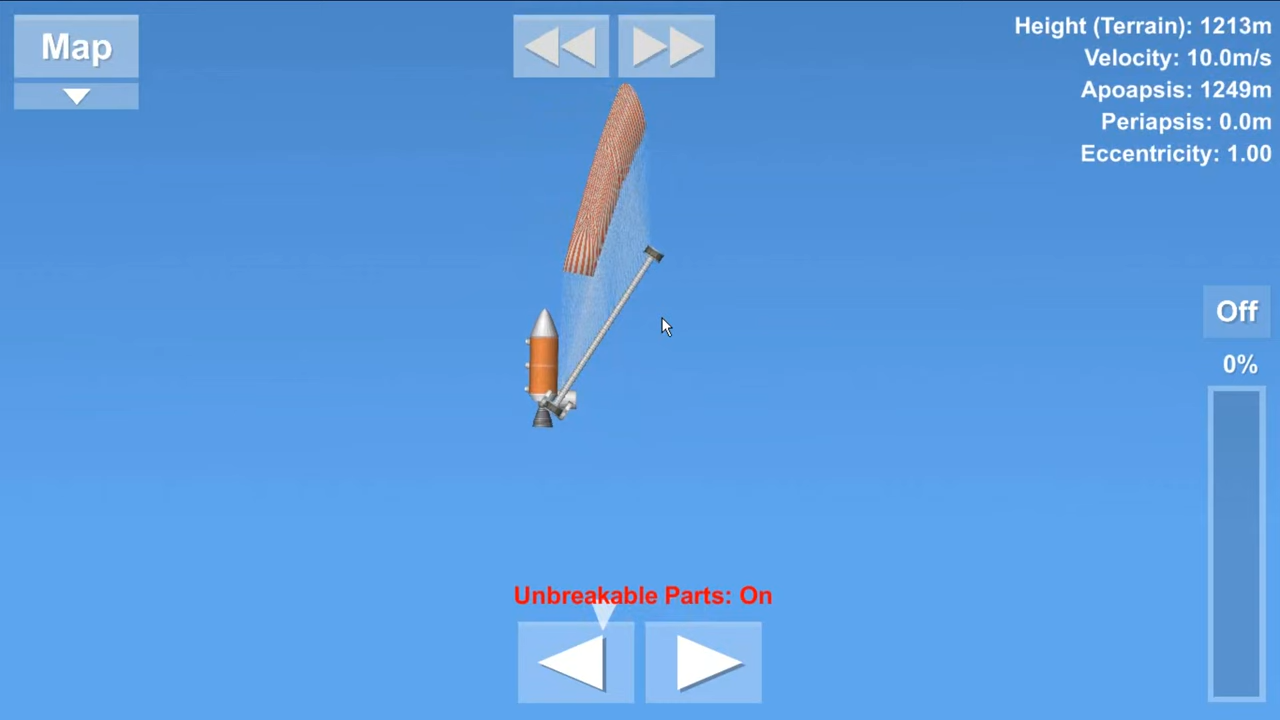 Map
Height (Terrain): 1213m
Velocity: 10.0m/s
Apoapsis: 1249m
Periapsis: 0.0m
Eccentricity: 1.00
Off
0%
Unbreakable Parts: On